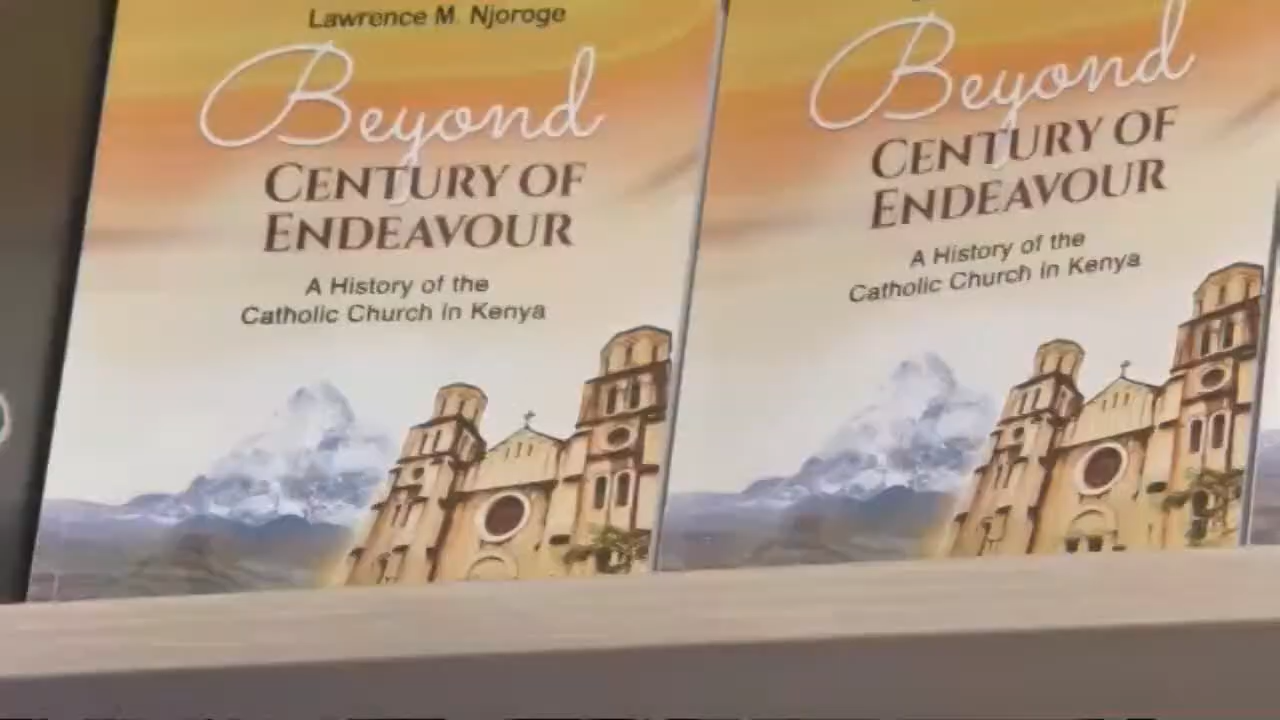 Lawrence M. Njoroge
Beyond
CENTURY OF
ENDEAVOUR
A History of the
Catholic Church in Kenya
Beyond
CENTURY OF
ENDEAVOUR
A History of the
Catholic Church in Kenya